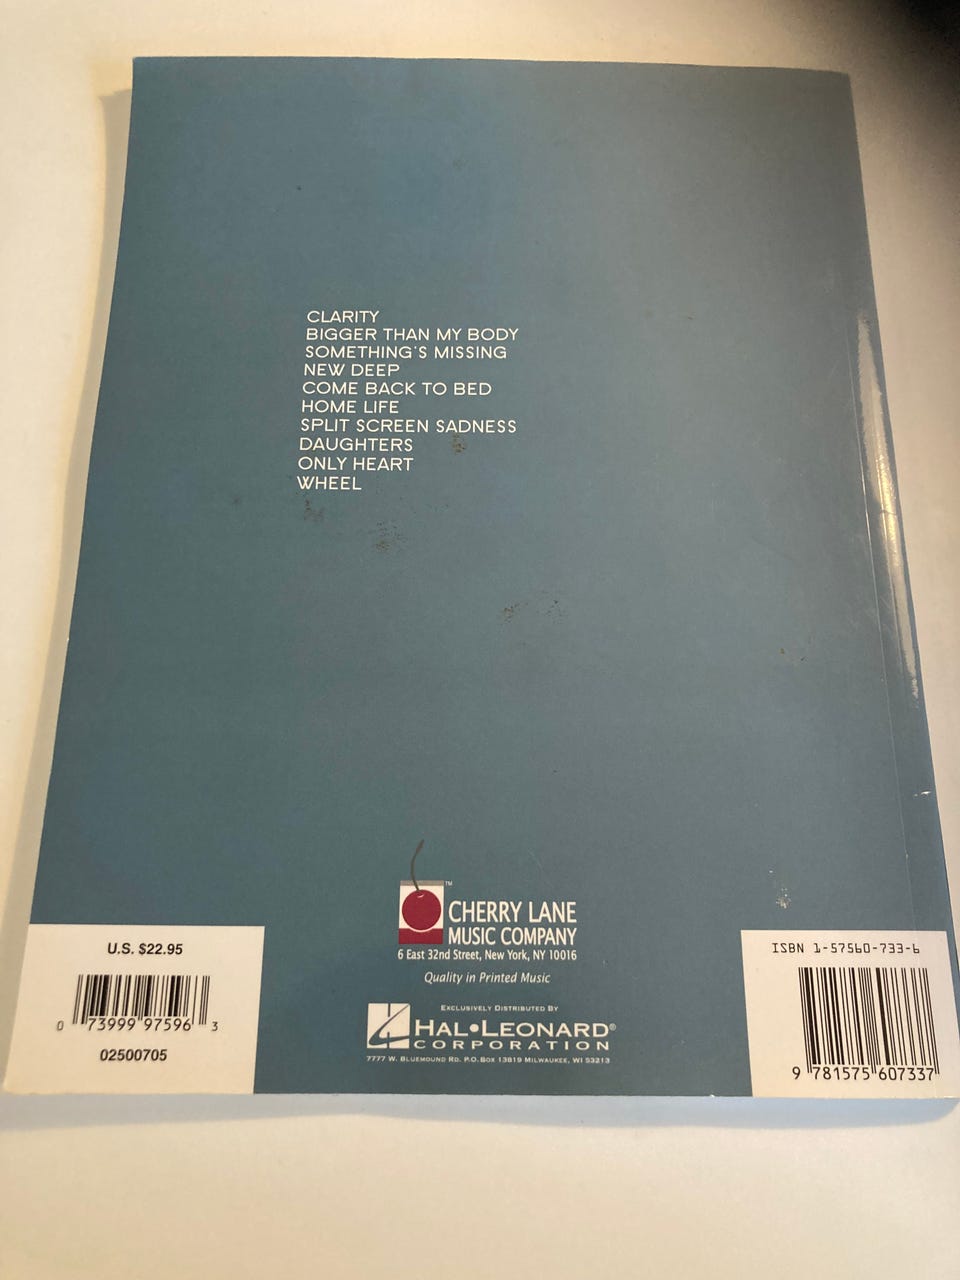 CLARITY
BIGGER THAN MY BODY
SOMETHING'S MISSING
NEW DEEP
COME BACK TO BED
HOME LIFE
SPLIT SCREEN SADNESS
DAUGHTERS
ONLY HEART
WHEEL
TM
CHERRY LANE
MUSIC COMPANY
6 East 32nd Street, New York, NY 10016
Quality in Printed Music
EXCLUSIVELY DISTRIBUTED BY
HAL•LEONARD®
CORPORATION
7777 W. BLUEMOUND RD. P.O. BOX 13819 MILWAUKEE, WI 53213
U.S. $22.95
0 73999 97596 3
02500705
ISBN 1-57560-733-6
9 781575 607337